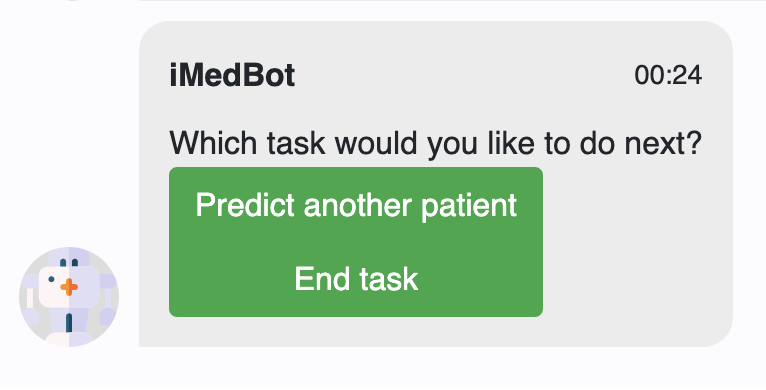 iMedBot 00:24
Which task would you like to do next?
Predict another patient
End task